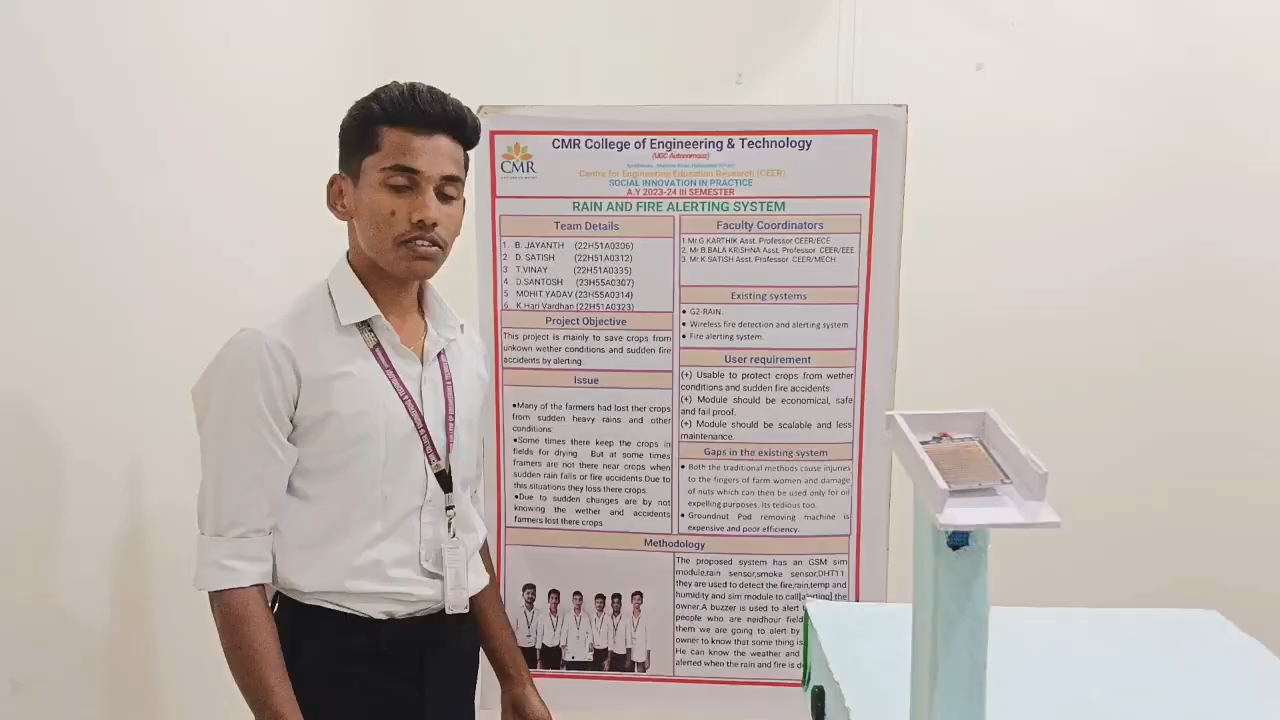 CMR College of Engineering & Technology
(UGC Autonomous)
CMR
Centre for Engineering Education Research (CEER)
SOCIAL INNOVATION IN PRACTICE
A.Y 2023-24 III SEMESTER
RAIN AND FIRE ALERTING SYSTEM
Team Details
1. B. JAYANTH (22H51A0306)
2 D. SATISH (22H51A0312)
3 T.VINAY (22H51A0335)
4 D.SANTOSH (23H55A0307)
5 MOHIT YADAV (23H55A0314)
6. K.Hari Vardhan (22H51A0323)
Project Objective
This project is mainly to save crops from
unkown wether conditions and sudden fire
accidents by alerting
Issue
●Many of the farmers had lost ther crops
from sudden heavy rains and other
conditions.
●Some times there keep the crops in
fields for drying. But at some times
framers are not there near crops when
sudden rain falls or fire accidents.Due to
this situations they loss there crops.
●Due to sudden changes are by not
knowing the wether and accidents
farmers lost there crops
Faculty Coordinators
1 Mr.G.KARTHIK Asst. Professor CEER/ECE
2. Mr.B.BALA KRISHNA Asst. Professor CEER/EEE
3. Mr.K.SATISH Asst. Professor CEER/MECH
Existing systems
● G2-RAIN.
● Wireless fire detection and alerting system
● Fire alerting system.
User requirement
(+) Usable to protect crops from wether
conditions and sudden fire accidents
(+) Module should be economical, safe
and fail proof.
(+) Module should be scalable and less
maintenance.
Gaps in the existing system
● Both the traditional methods cause injuries
to the fingers of farm women and damage
of nuts which can then be used only for oil
expelling purposes. Its tedious too.
● Groundnut Pod removing machine is
expensive and poor efficiency.
Methodology
The proposed system has an GSM sim
module,rain sensor,smoke sensor,DHT11
they are used to detect the fire,rain,temp and
humidity and sim module to call[alerting] the
owner.A buzzer is used to alert
people who are neidhour field
them we are going to alert by
owner to know that some thing is
He can know the weather and
alerted when the rain and fire is